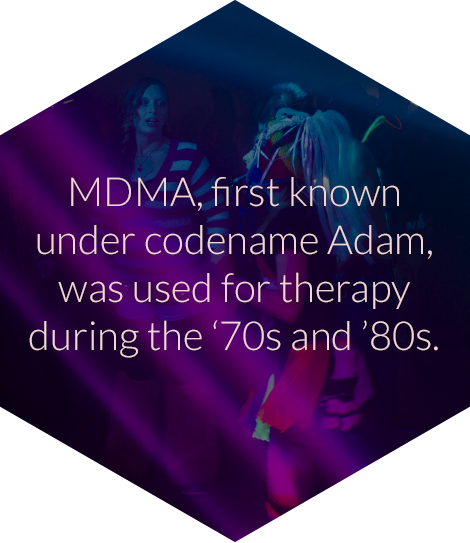 MDMA, first known
under codename Adam,
was used for therapy
during the ‘70s and ’80s.